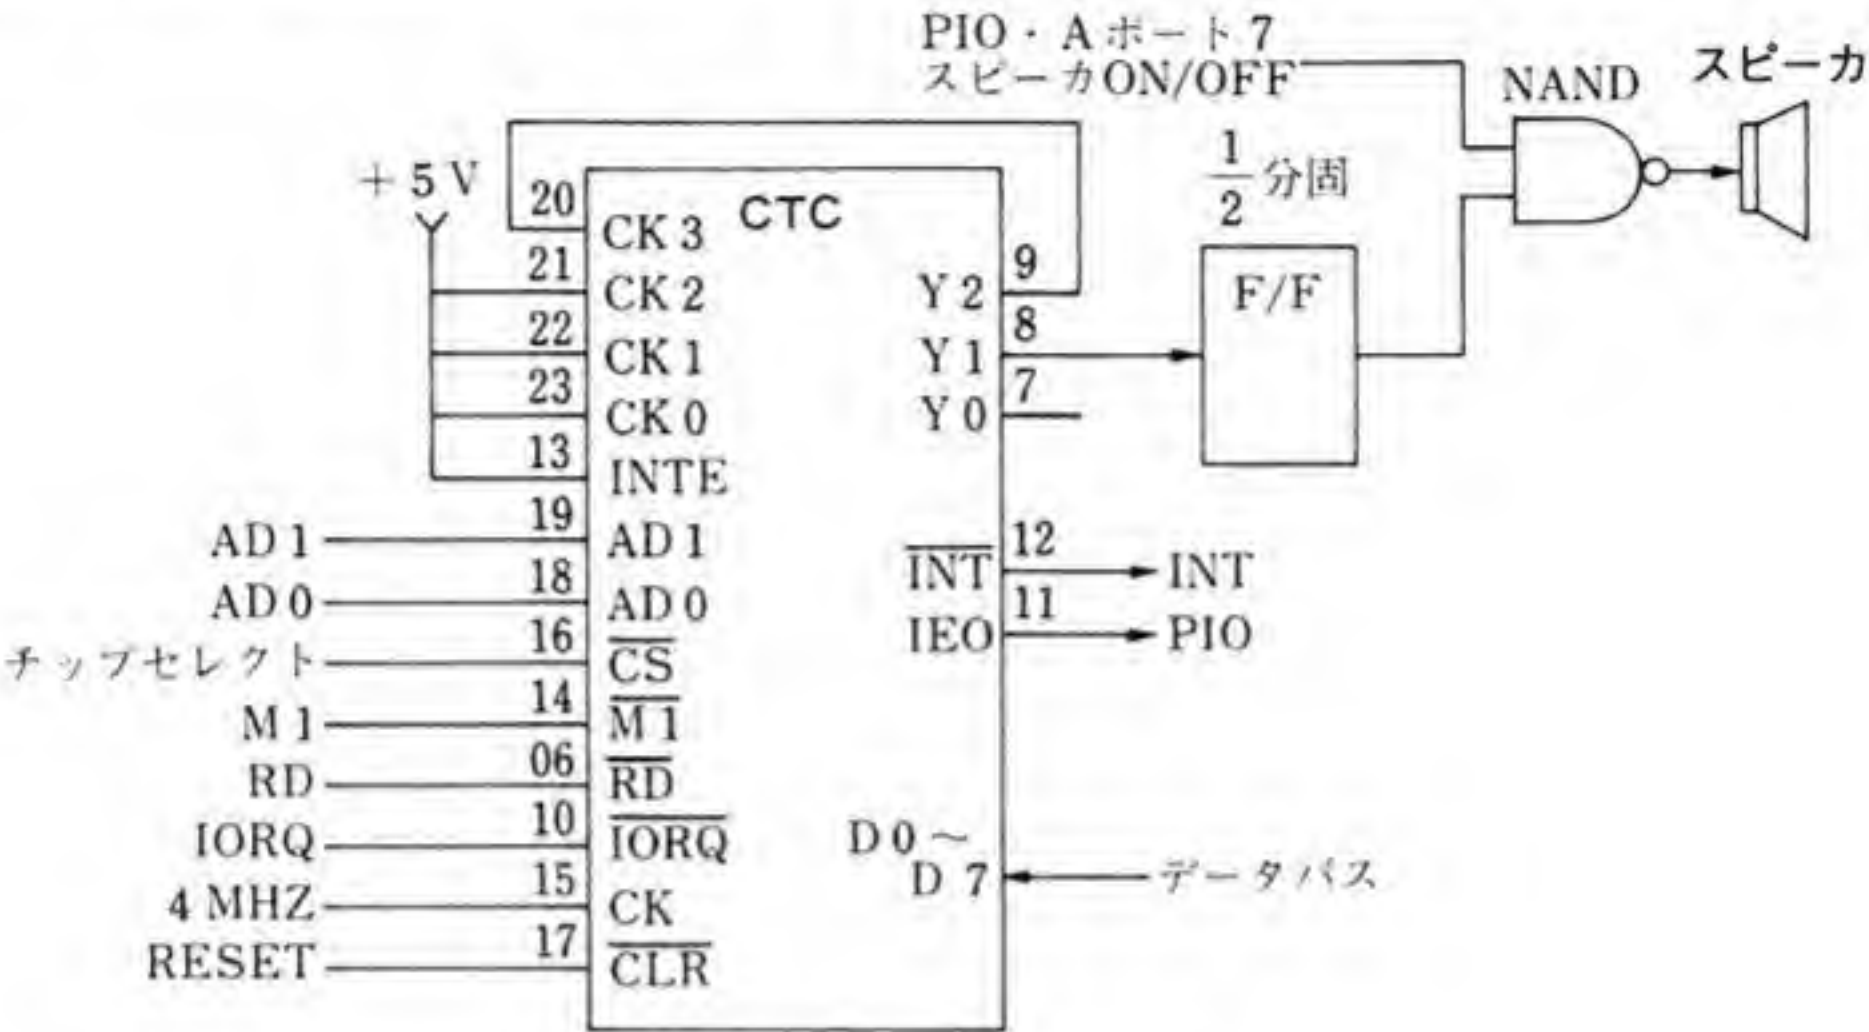 PIO・Aポート7
スピーカON/OFF
NAND
スピーカ
1
2
分固
+5V
CTC
20
CK3
21
CK2
22
CK1
23
CK0
13
INTE
9
Y2
8
Y1
7
Y0
F/F
AD1
19
AD1
AD0
18
AD0
チップセレクト
16
CS
M1
14
M1
RD
06
RD
IORQ
10
IORQ
4MHZ
15
CK
RESET
17
CLR
INT
12
INT
IEO
11
PIO
D0～
D7
データバス